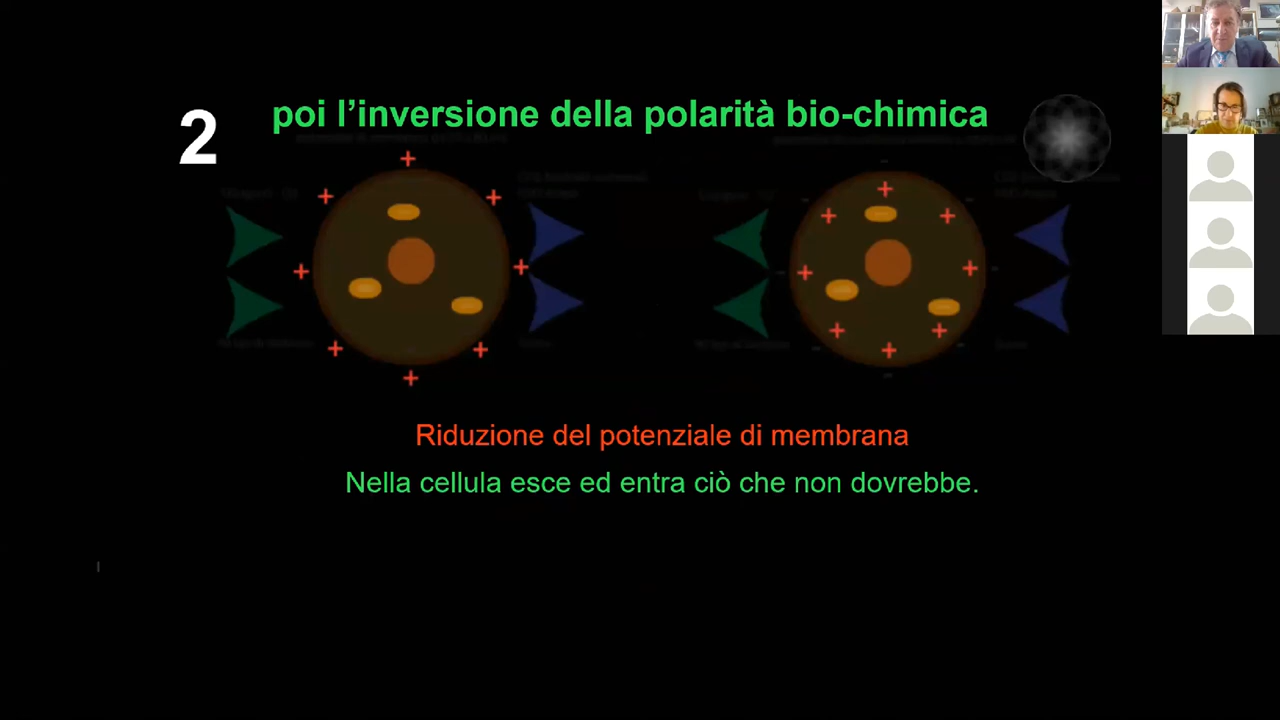 2
poi l’inversione della polarità bio-chimica
Riduzione del potenziale di membrana
Nella cellula esce ed entra ciò che non dovrebbe.